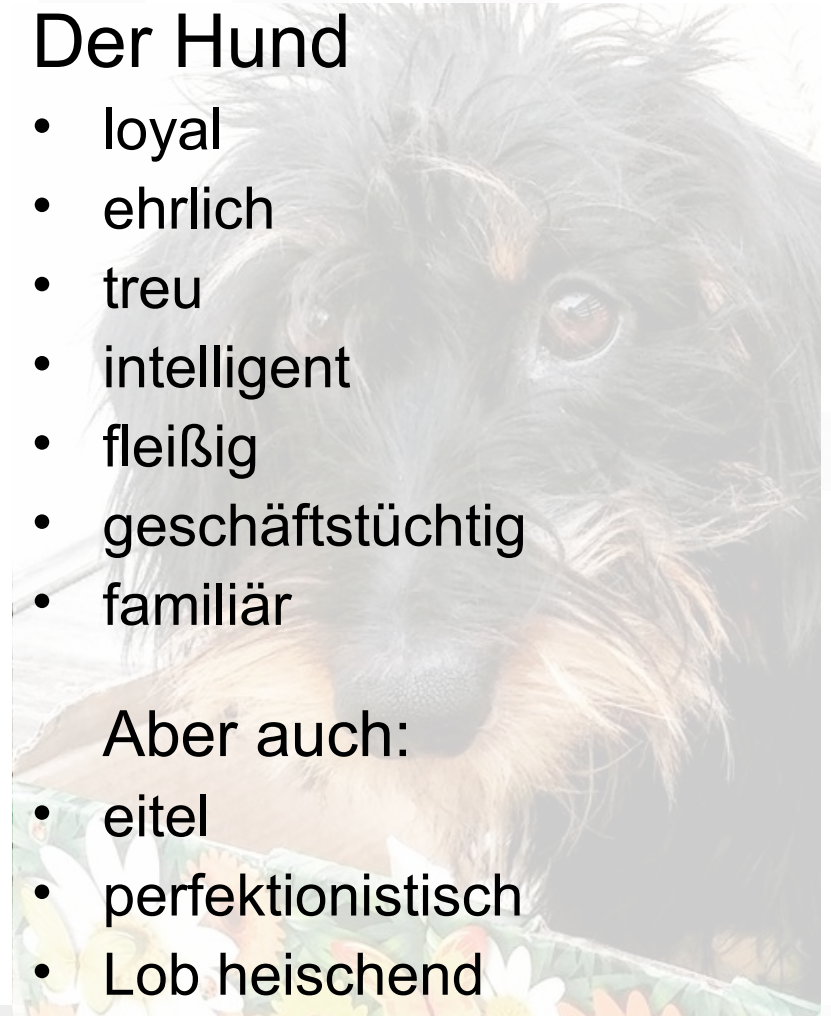 Der Hund
• loyal
• ehrlich
• treu
• intelligent
• fleißig
• geschäftstüchtig
• familiär
Aber auch:
• eitel
• perfektionistisch
• Lob heischend